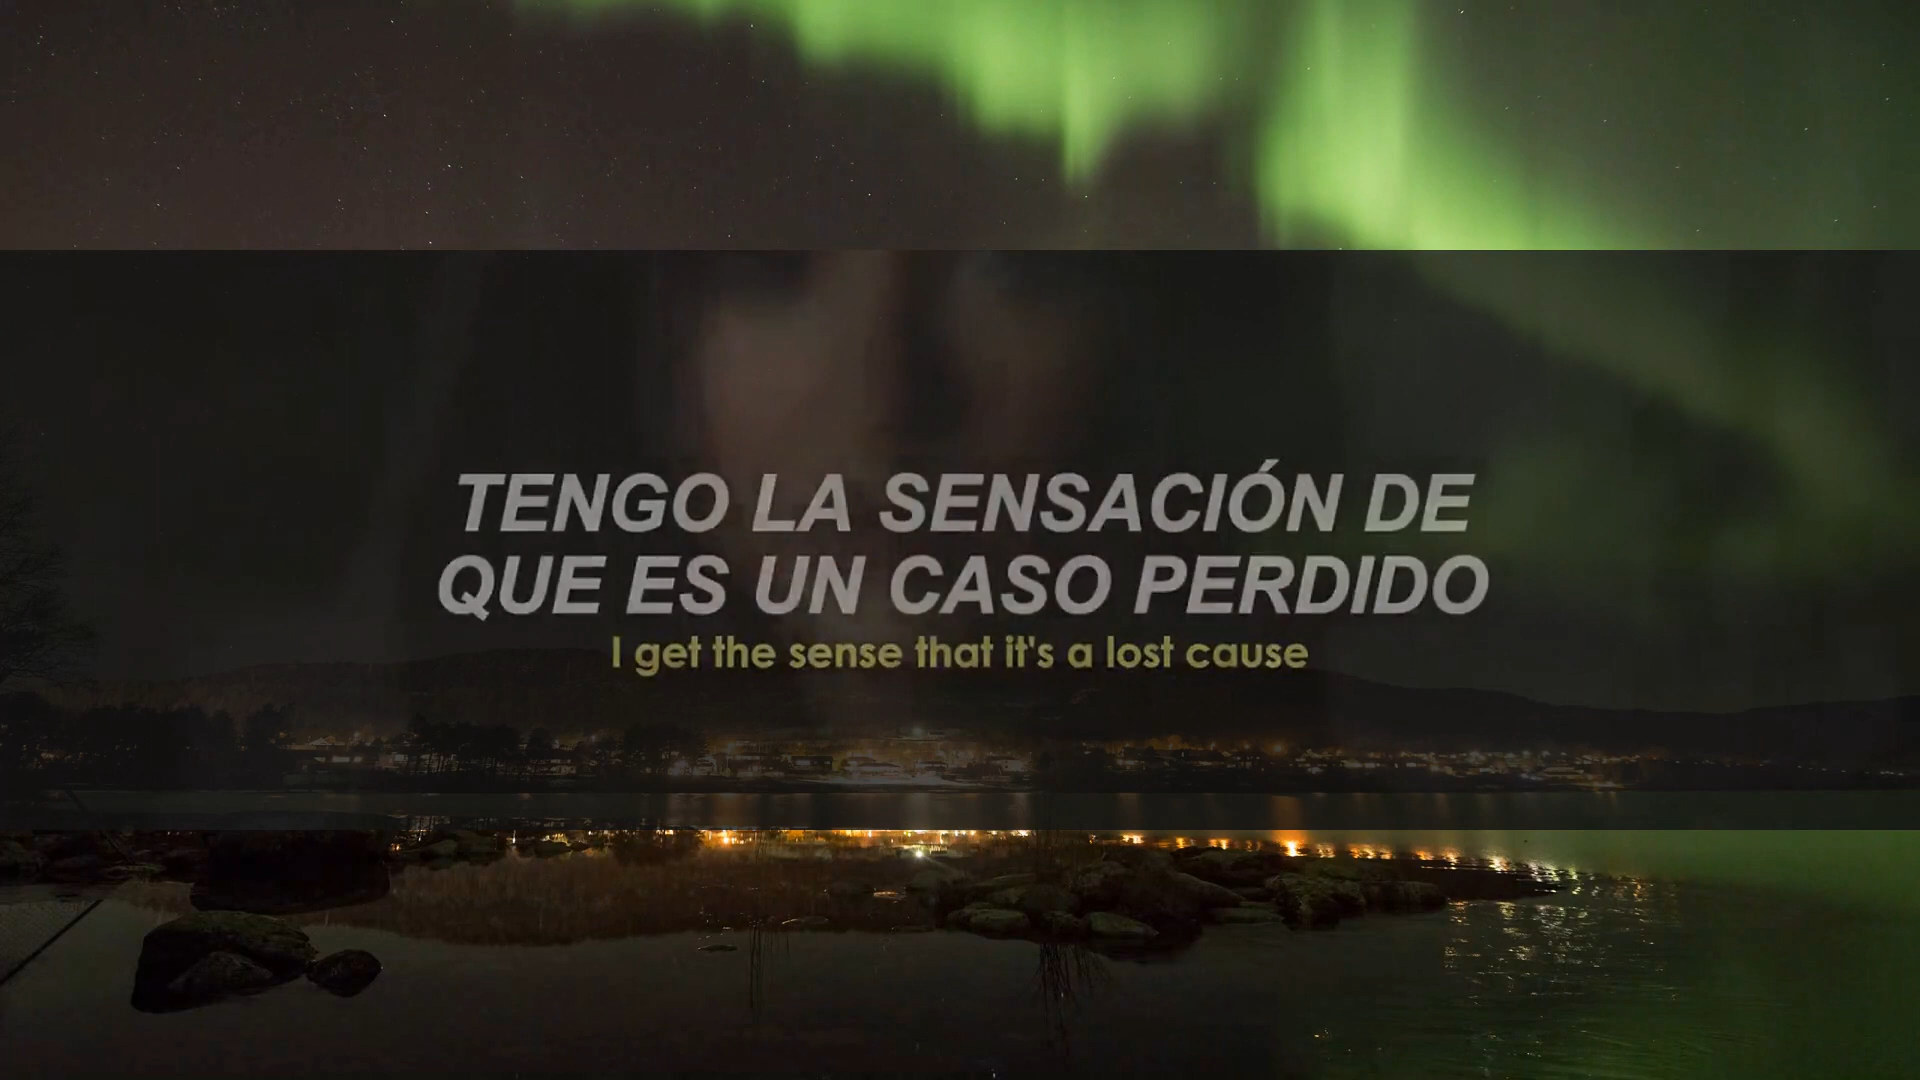 TENGO LA SENSACIÓN DE
QUE ES UN CASO PERDIDO
I get the sense that it's a lost cause